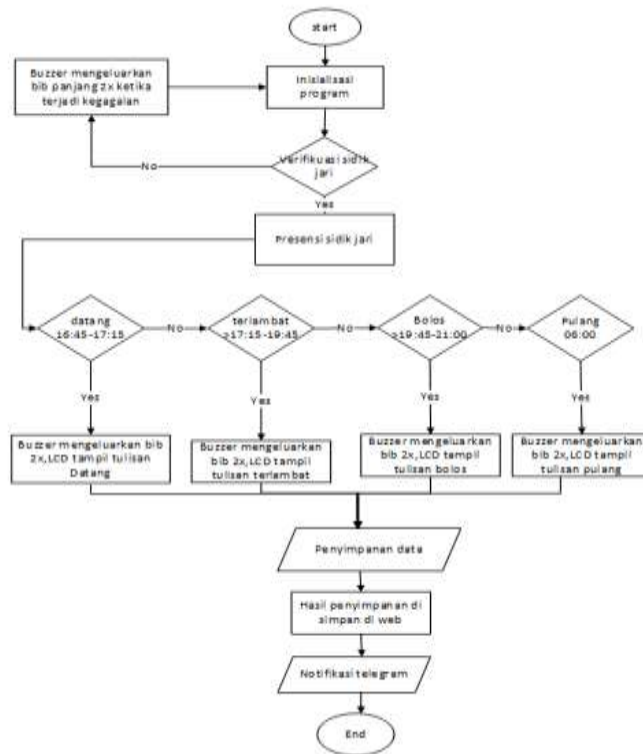 start
Buzzer mengeluarkan
bib panjang 2x ketika
terjadi kegagalan
Inisialisasi
program
No
Verifikuasi sidik
jari
Yes
Presensi sidik jari
datang
16:45-17:15
No
terlambat
>17:15-19:45
No
Bolos
>19:45-21:00
No
Pulang
06:00
Yes
Yes
Yes
Yes
Buzzer mengeluarkan bib
2x,LCD tampil tulisan
Datang
Buzzer mengeluarkan
bib 2x,LCD tampil
tulisan terlambat
Buzzer mengeluarkan
bib 2x,LCD tampil
tulisan bolos
Buzzer mengeluarkan
bib 2x,LCD tampil
tulisan pulang
Penyimpanan data
Hasil penyimpanan di
simpan di web
Notifikasi telegram
End